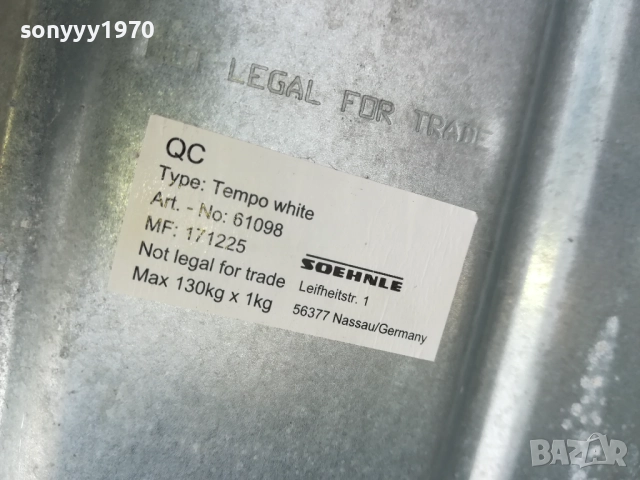 sonyyy1970
LEGAL FOR TRADE
QC
Type: Tempo white
Art. - No: 61098
MF: 171225
Not legal for trade
Max 130kg x 1kg
SOEHNLE
Leifheitstr. 1
56377 Nassau/Germany
BAZAR